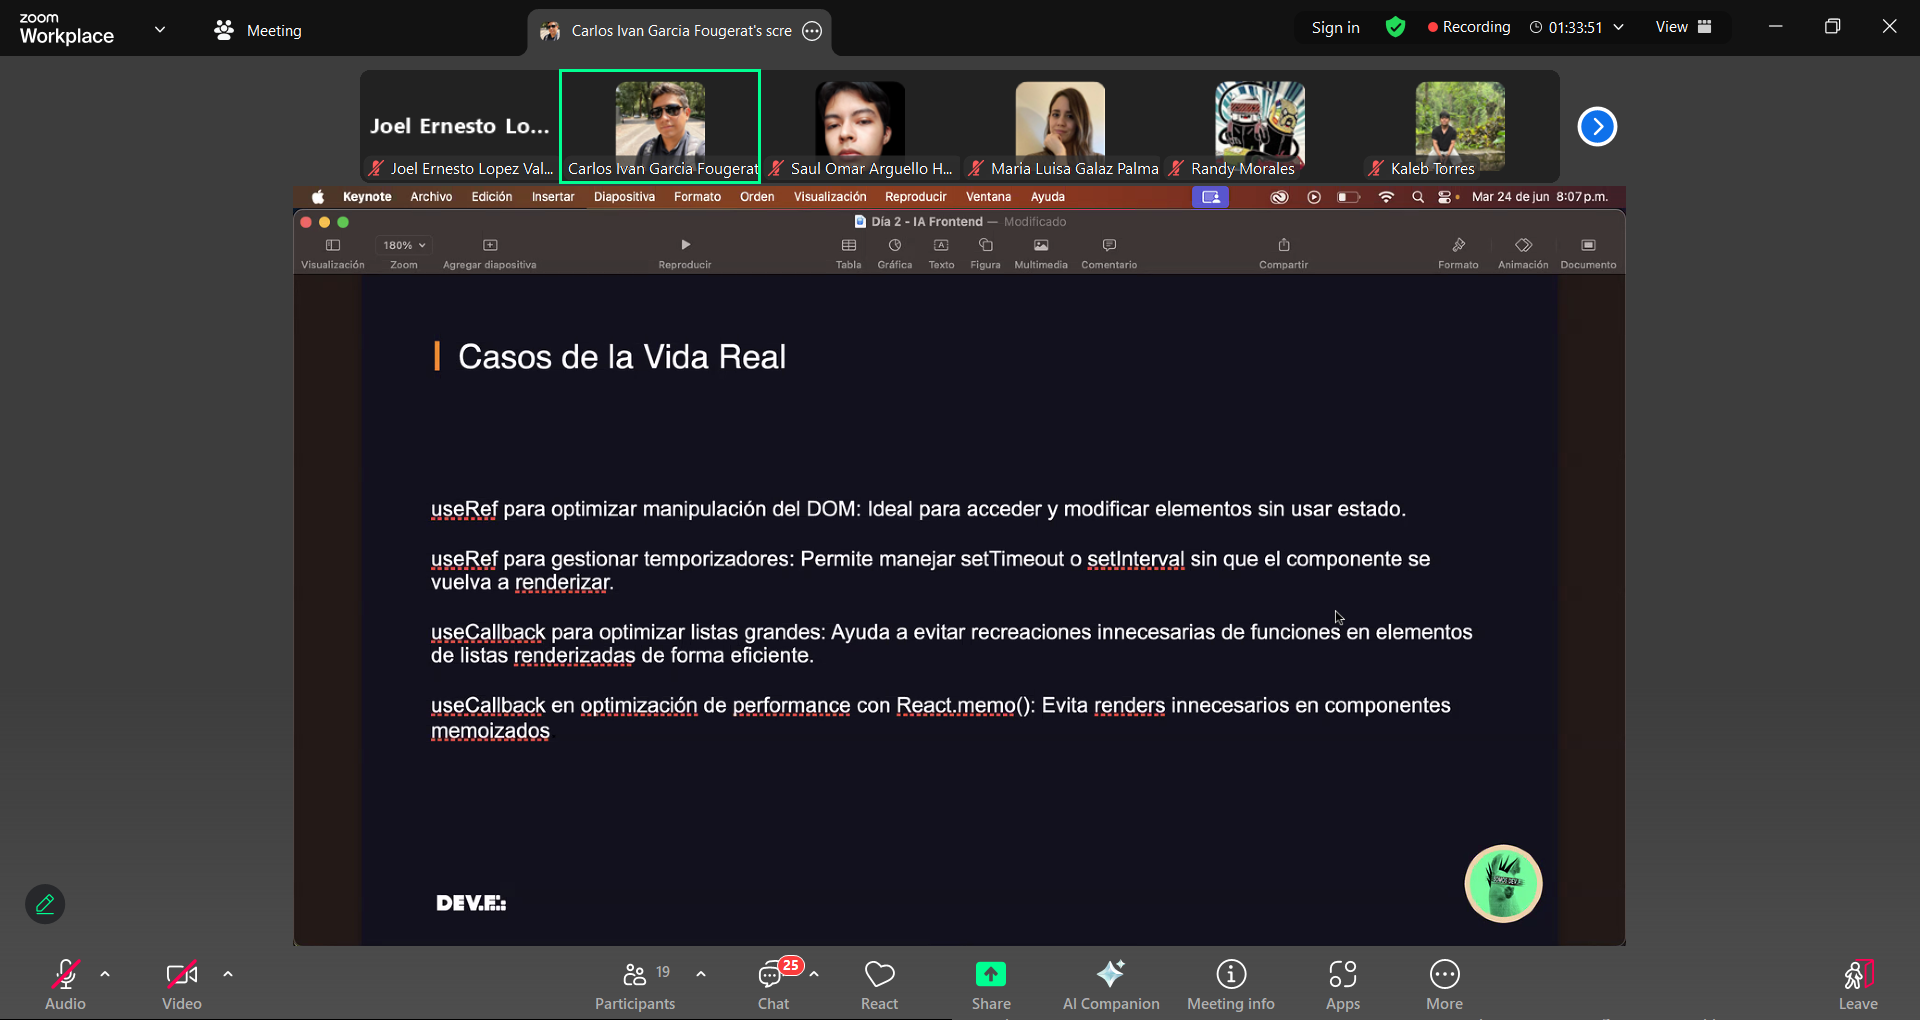 zoom
Workplace
Meeting
Carlos Ivan Garcia Fougerat's scre
Sign in
Recording
01:33:51
View
Joel Ernesto Lo...
Joel Ernesto Lopez Val...
Carlos Ivan Garcia Fougerat
Saul Omar Arguello H...
Maria Luisa Galaz Palma
Randy Morales
Kaleb Torres
Keynote Archivo Edición Insertar Diapositiva Formato Orden Visualización Reproducir Ventana Ayuda
Mar 24 de jun 8:07 p.m.
Día 2 - IA Frontend — Modificado
180%
Visualización Zoom Agregar diapositiva Reproducir Tabla Gráfica Texto Figura Multimedia Comentario Compartir Formato Animación Documento
Casos de la Vida Real
useRef para optimizar manipulación del DOM: Ideal para acceder y modificar elementos sin usar estado.
useRef para gestionar temporizadores: Permite manejar setTimeout o setInterval sin que el componente se
vuelva a renderizar.
useCallback para optimizar listas grandes: Ayuda a evitar recreaciones innecesarias de funciones en elementos
de listas renderizadas de forma eficiente.
useCallback en optimización de performance con React.memo(): Evita renders innecesarios en componentes
memoizados
DEV.F.:
SOMOS DEV.F.
19
25
Audio
Video
Participants
Chat
React
Share
AI Companion
Meeting info
Apps
More
Leave